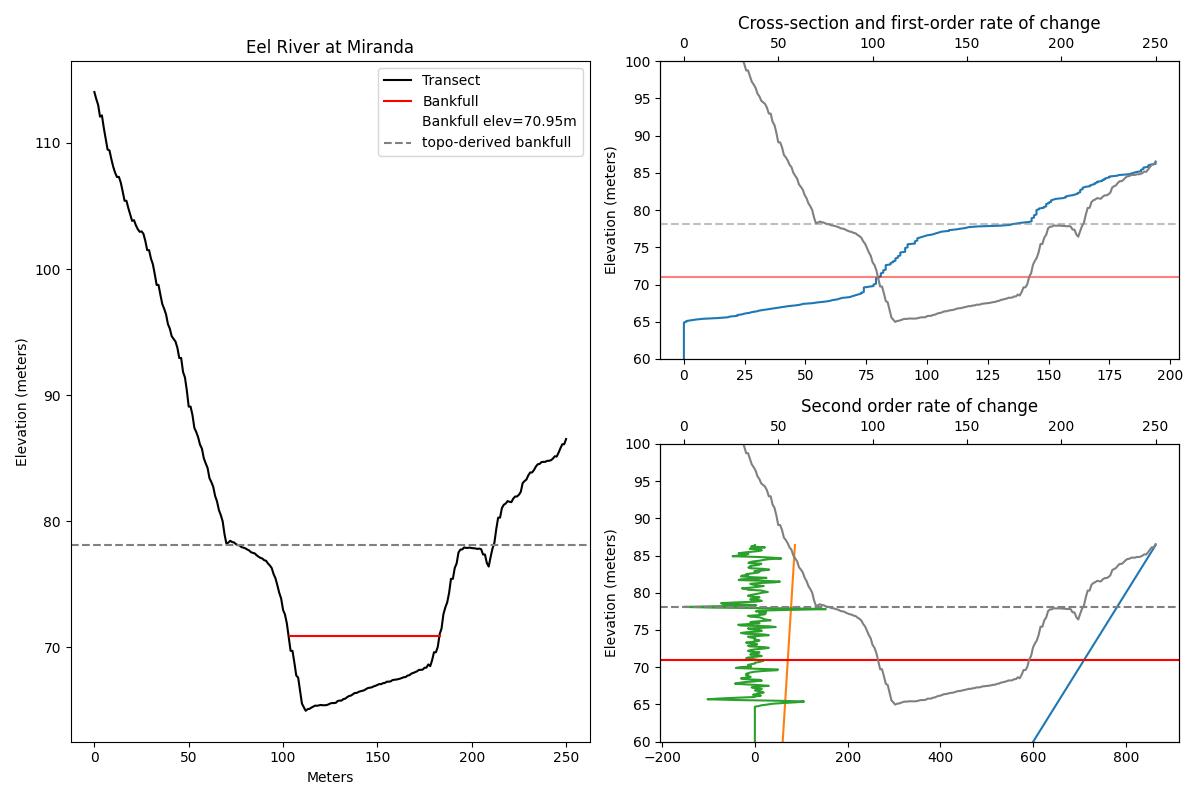 Eel River at Miranda
Transect
Bankfull
Bankfull elev=70.95m
topo-derived bankfull
Elevation (meters)
110
100
90
80
70
0 50 100 150 200 250
Meters
Cross-section and first-order rate of change
0 50 100 150 200 250
Elevation (meters)
100
95
90
85
80
75
70
65
60
0 25 50 75 100 125 150 175 200
Second order rate of change
0 50 100 150 200 250
Elevation (meters)
100
95
90
85
80
75
70
65
60
−200 0 200 400 600 800